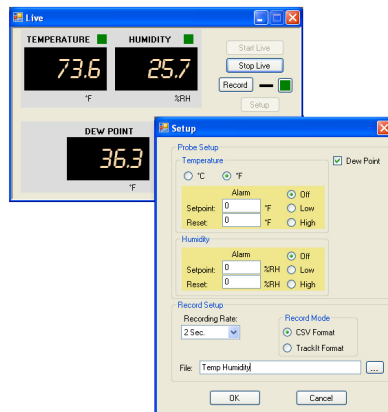 Live
TEMPERATURE HUMIDITY
73.6 25.7
°F %RH
Start Live
Stop Live
Record
Setup
DEW POINT
36.3
°F
Setup
Probe Setup
Temperature
°C °F
Alarm
Setpoint: 0 °F
Reset: 0 °F
Off
Low
High
Dew Point
Humidity
Alarm
Setpoint: 0 %RH
Reset: 0 %RH
Off
Low
High
Record Setup
Recording Rate:
2 Sec.
Record Mode
CSV Format
TrackIt Format
File: Temp Humidity ...
OK Cancel